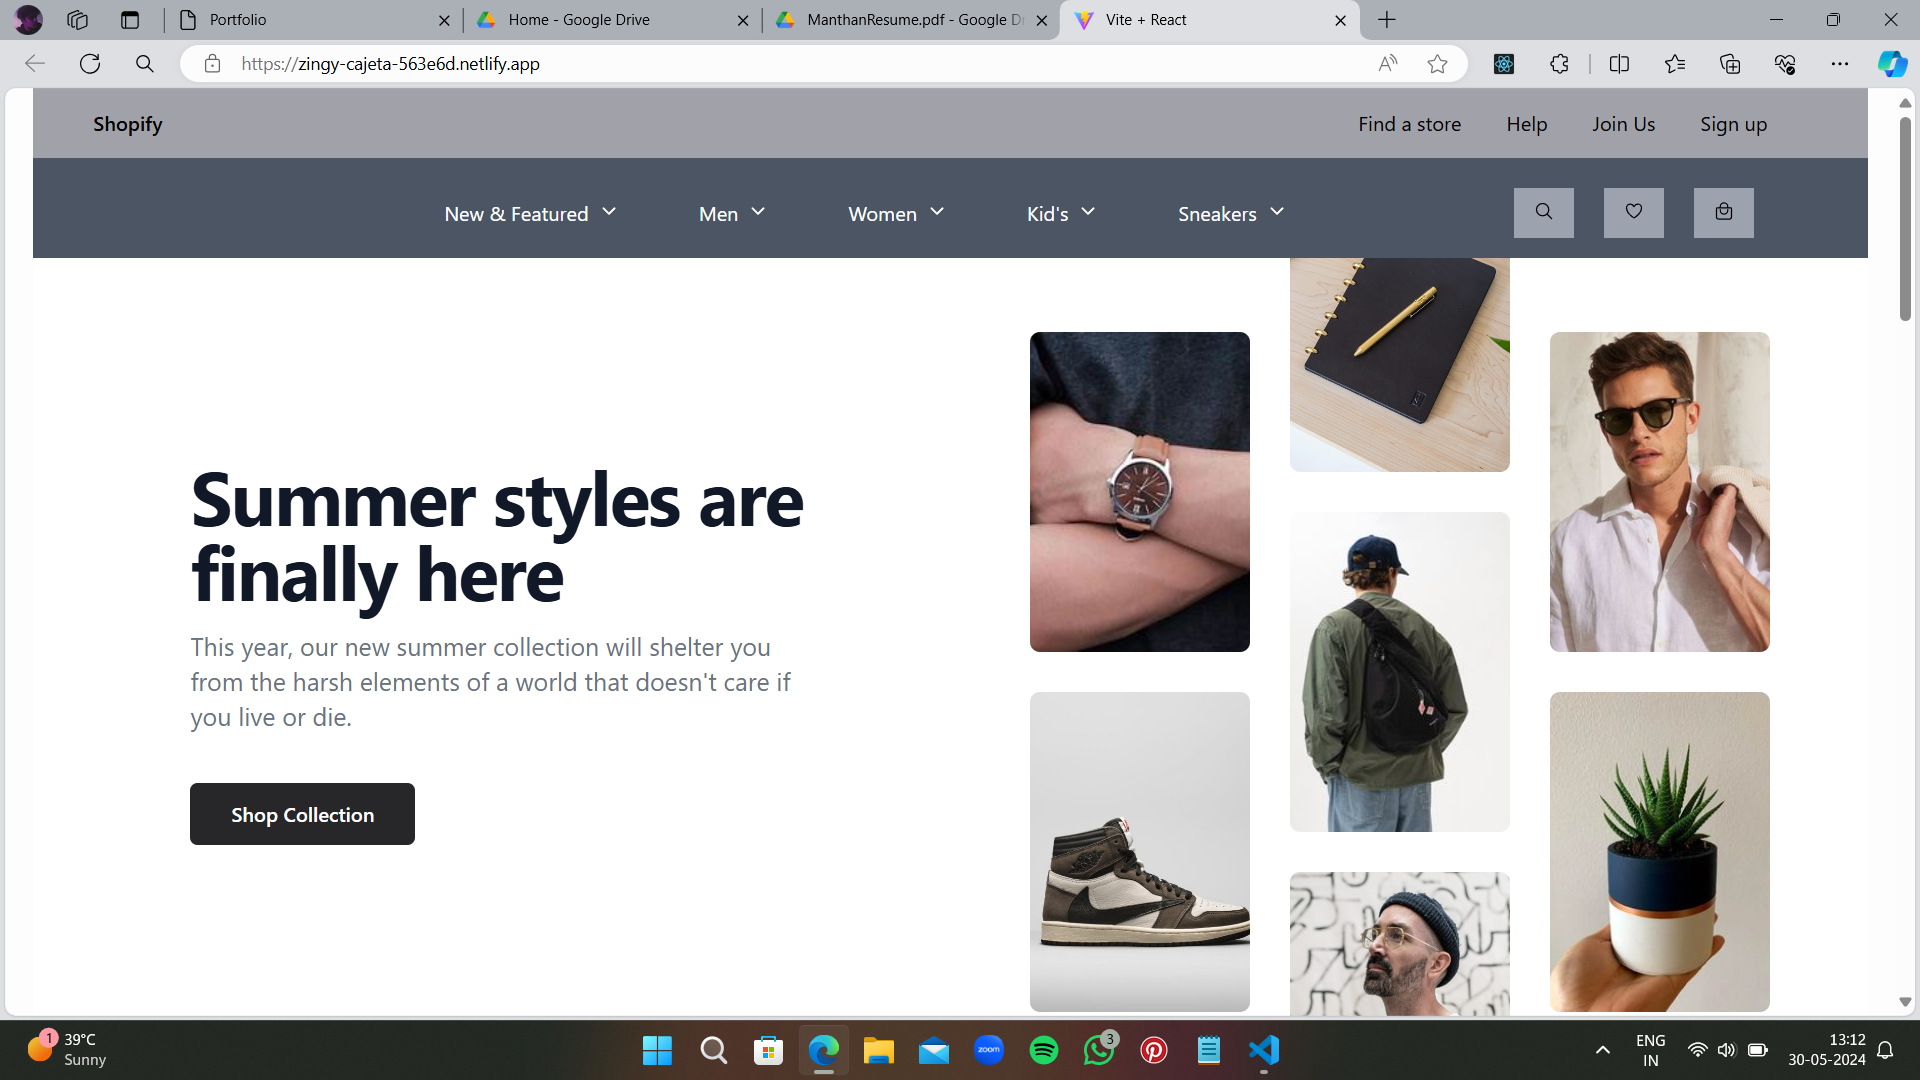 Portfolio
Home - Google Drive
ManthanResume.pdf - Google D
Vite + React
https://zingy-cajeta-563e6d.netlify.app
Shopify
Find a store
Help
Join Us
Sign up
New & Featured
Men
Women
Kid's
Sneakers
Summer styles are
finally here
This year, our new summer collection will shelter you
from the harsh elements of a world that doesn't care if
you live or die.
Shop Collection
1
39°C
Sunny
zoom
3
ENG
IN
13:12
30-05-2024